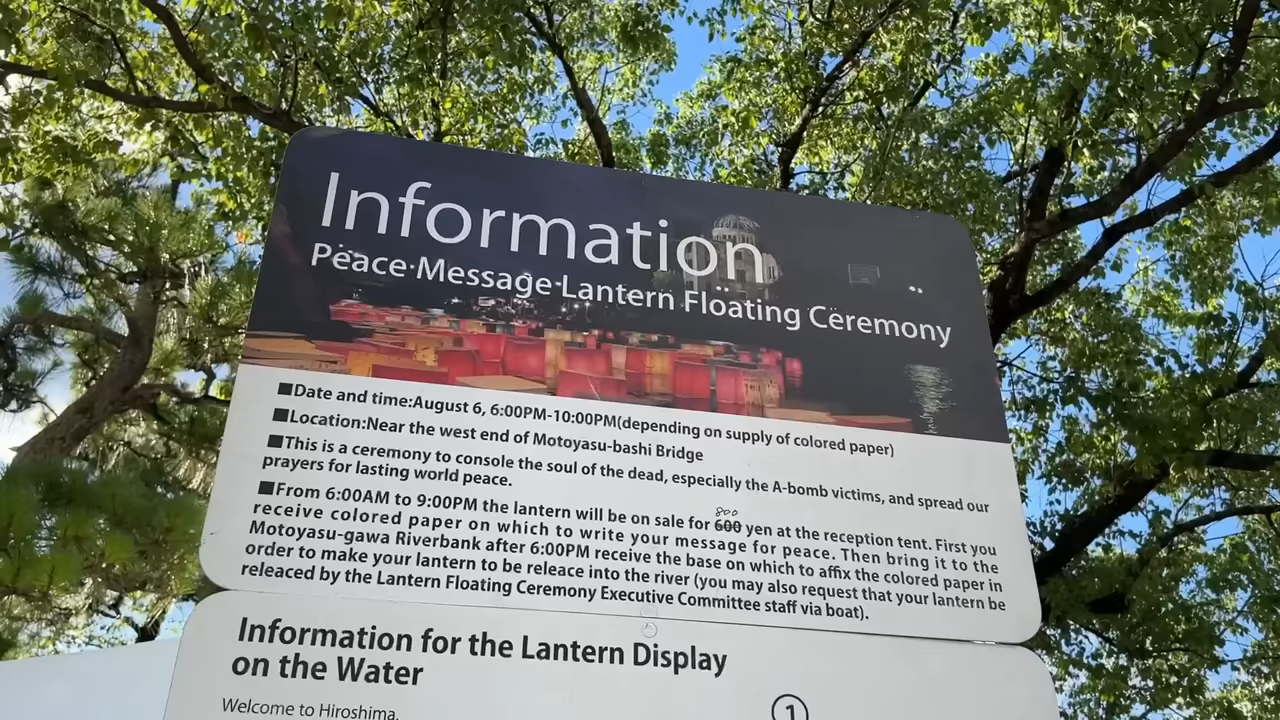 Information
Peace·Message·Lantern Floating Ceremony
■Date and time:August 6, 6:00PM-10:00PM(depending on supply of colored paper)
■Location:Near the west end of Motoyasu-bashi Bridge
■This is a ceremony to console the soul of the dead, especially the A-bomb victims, and spread our
prayers for lasting world peace.
800
■From 6:00AM to 9:00PM the lantern will be on sale for 600 yen at the reception tent. First you
receive colored paper on which to write your message for peace. Then bring it to the
Motoyasu-gawa Riverbank after 6:00PM receive the base on which to affix the colored paper in
order to make your lantern to be releace into the river (you may also request that your lantern be
releaced by the Lantern Floating Ceremony Executive Committee staff via boat).
Information for the Lantern Display
on the Water
Welcome to Hiroshima.
1